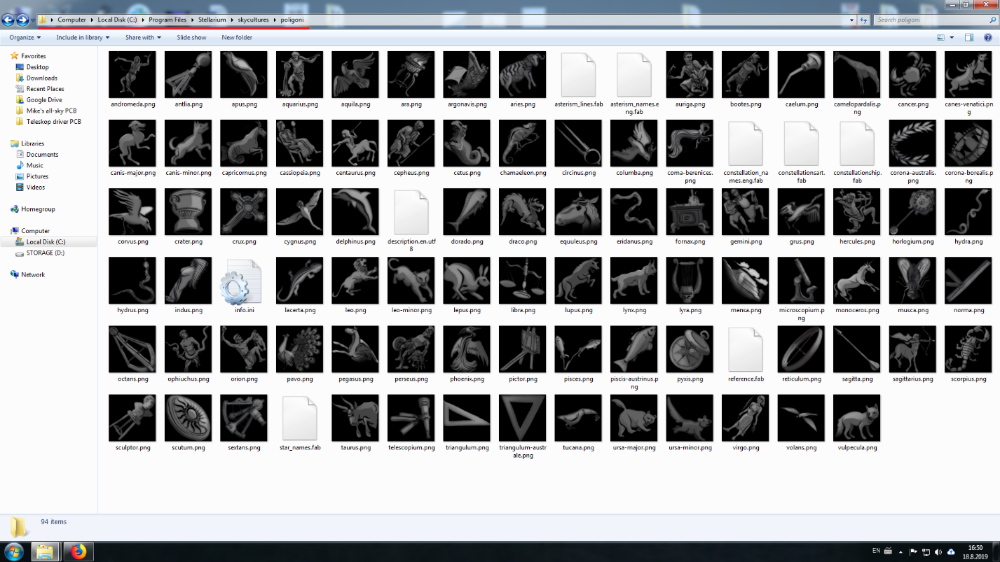 Computer ▸ Local Disk (C:) ▸ Program Files ▸ Stellarium ▸ skycultures ▸ poligoni
Search poligoni
Organize Include in library Share with Slide show New folder
Favorites
Desktop
Downloads
Recent Places
Google Drive
Mike's all-sky PCB
Teleskop driver PCB
Libraries
Documents
Music
Pictures
Videos
Homegroup
Computer
Local Disk (C:)
STORAGE (D:)
Network
andromeda.png antlia.png apus.png aquarius.png aquila.png ara.png argonavis.png aries.png asterism_lines.fab asterism_names.e auriga.png bootes.png caelum.png camelopardalis.p cancer.png canes-venatici.pn
ng.fab ng g
canis-major.png canis-minor.png capricornus.png cassiopeia.png centaurus.png cepheus.png cetus.png chamaeleon.png circinus.png columba.png coma-berenices. constellation_na constellationsart. constellationship. corona-australis. corona-borealis.p
png mes.eng.fab fab fab png ng
corvus.png crater.png crux.png cygnus.png delphinus.png description.en.utf dorado.png draco.png equuleus.png eridanus.png fornax.png gemini.png grus.png hercules.png horlogium.png hydra.png
8
hydrus.png indus.png info.ini lacerta.png leo.png leo-minor.png lepus.png libra.png lupus.png lynx.png lyra.png mensa.png microscopium.p monoceros.png musca.png norma.png
ng
octans.png ophiuchus.png orion.png pavo.png pegasus.png perseus.png phoenix.png pictor.png pisces.png piscis-austrinus.p pyxis.png reference.fab reticulum.png sagitta.png sagittarius.png scorpius.png
ng
sculptor.png scutum.png sextans.png star_names.fab taurus.png telescopium.png triangulum.png triangulum-austr tucana.png ursa-major.png ursa-minor.png virgo.png volans.png vulpecula.png
ale.png
94 items
EN
16:50
18.8.2019